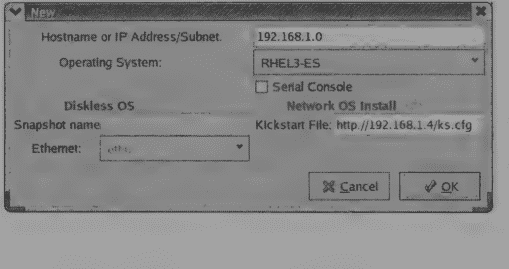 New
Hostname or IP Address/Subnet. 192.168.1.0
Operating System: RHEL3-ES
Serial Console
Diskless OS Network OS Install
Snapshot name Kickstart File: http://192.168.1.4/ks.cfg
Ethernet:
Cancel OK